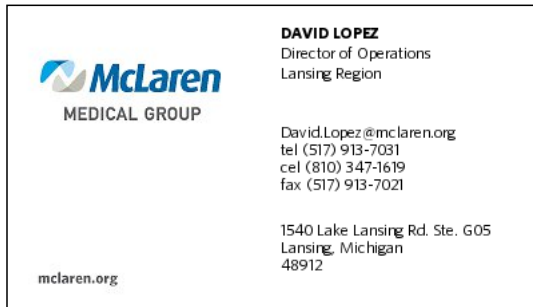 McLaren
MEDICAL GROUP
mclaren.org
DAVID LOPEZ
Director of Operations
Lansing Region
David.Lopez@mclaren.org
tel (517) 913-7031
cel (810) 347-1619
fax (517) 913-7021
1540 Lake Lansing Rd. Ste. G05
Lansing, Michigan
48912